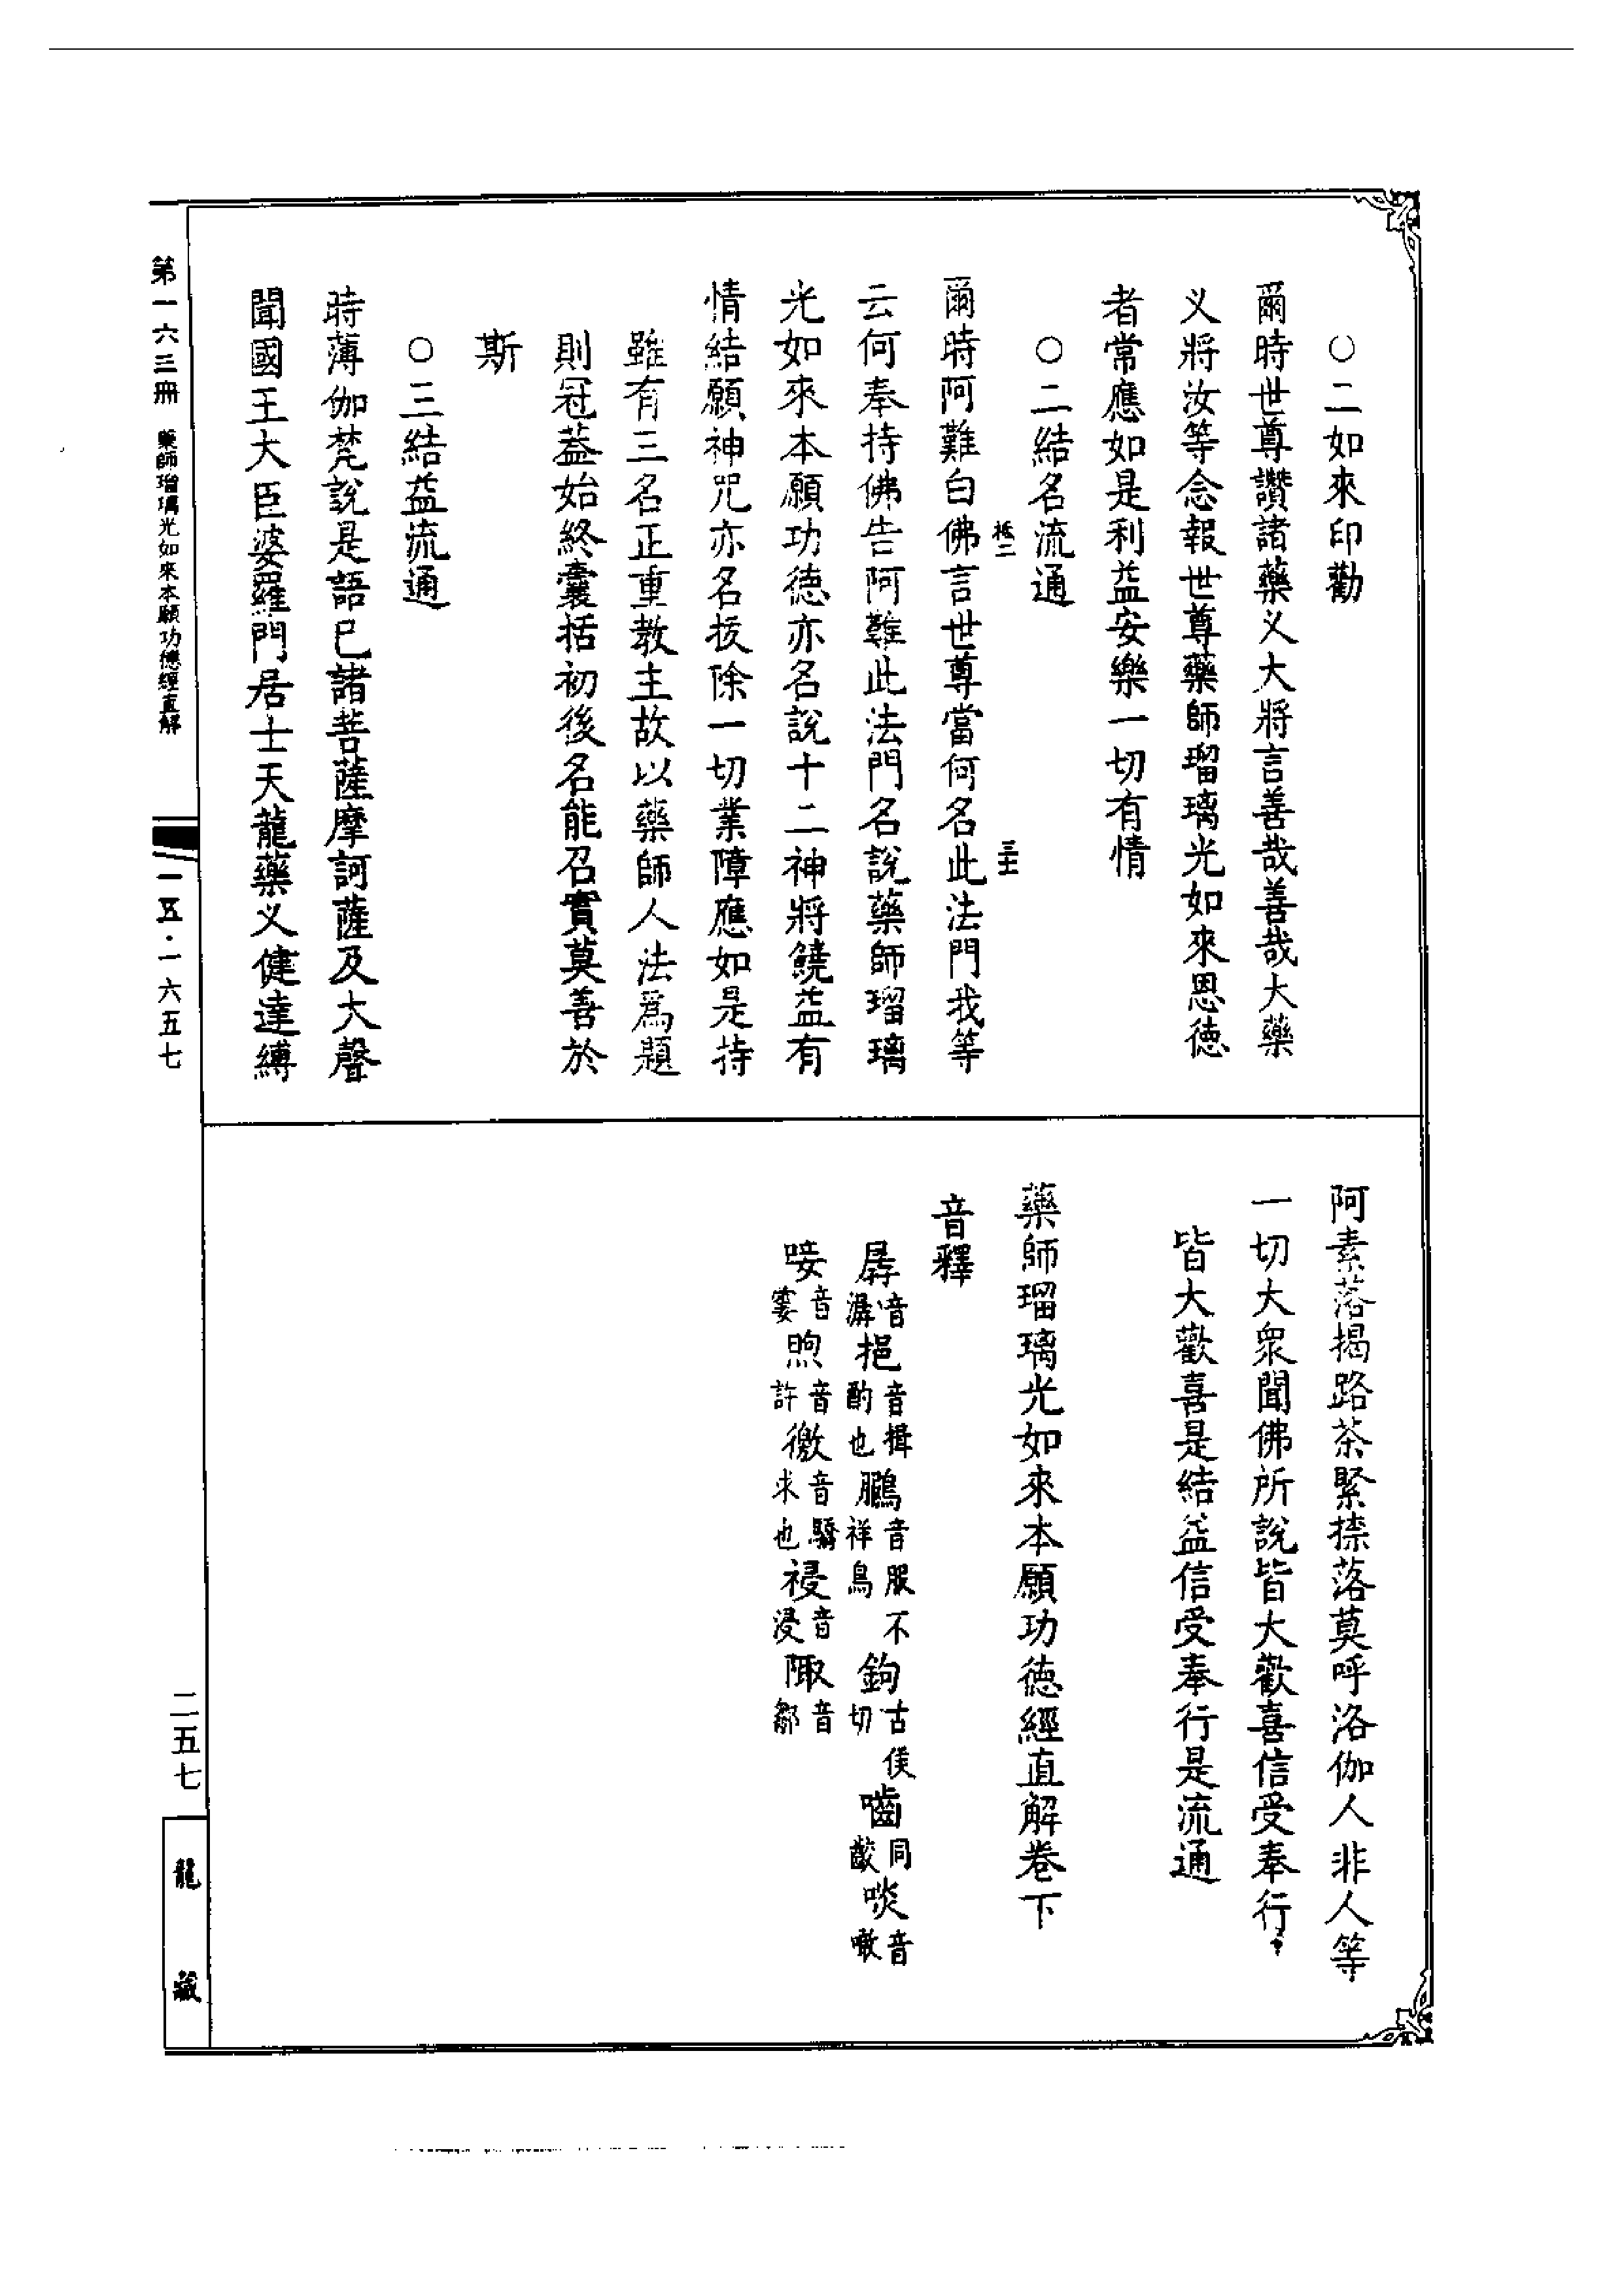 ○二如來印勸
爾時世尊讚諸藥义大將言善哉善哉大藥
义將汝等念報世尊藥師瑠璃光如來恩德
者常應如是利益安樂一切有情
○二結名流通
爾時阿難白佛言世尊當何名此法門我等
云何奉持佛告阿難此法門名說藥師瑠璃
光如來本願功德亦名說十二神將饒益有
情結願神咒亦名拔除一切業障應如是持
雖有三名正重教主故以藥師人法爲題
則冠葢始終囊括初後名能召實莫善於
斯
○三結益流通
時薄伽梵說是語已諸菩薩摩訶薩及大聲
聞國王大臣婆羅門居士天龍藥义健達縛
阿素落揭路茶緊捺落莫呼洛伽人非人等
一切大衆聞佛所說皆大歡喜信受奉行
皆大歡喜是結益信受奉行是流通
藥師瑠璃光如來本願功德經直解卷下
音釋
孱音潺 挹音揖酌也 鵩音服不祥鳥 鉤古侯切 嚙同齩 啖音噉
唼音霎 煦音許 徼音驕求也 祲音浸 陬音鄒
第一六三冊 藥師瑠璃光如來本願功德經直解
一五·一六五七
二五七
龍藏